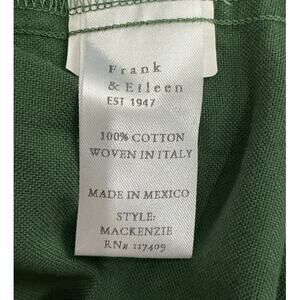 Frank
& Eileen
EST 1947
100% COTTON
WOVEN IN ITALY
MADE IN MEXICO
STYLE:
MACKENZIE
RN# 117409